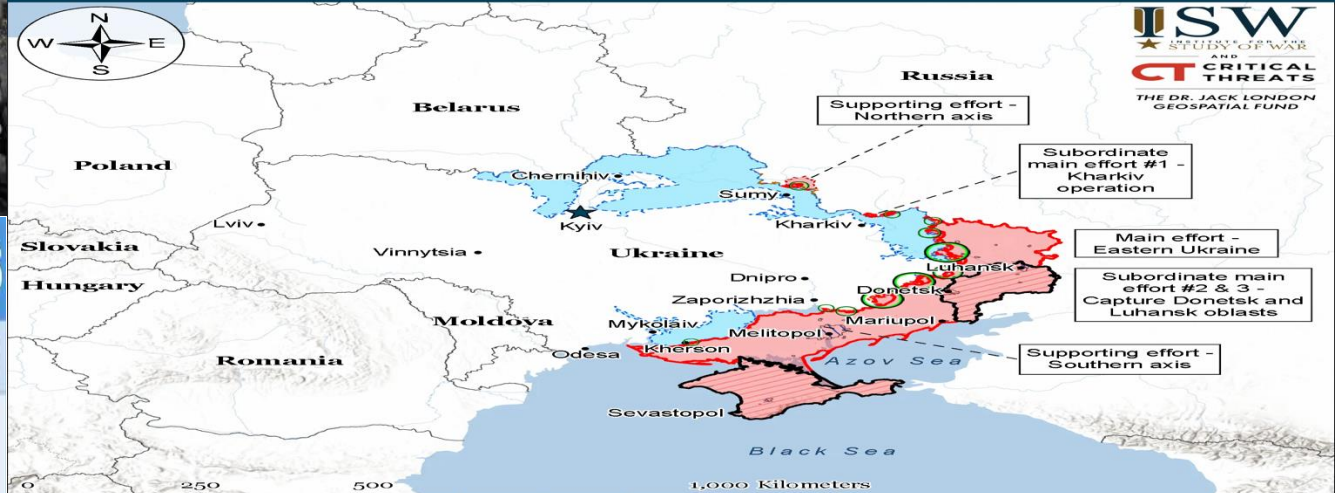 N
W
E
S
ISW
INSTITUTE FOR THE
STUDY OF WAR
AND
CT CRITICAL
THREATS
THE DR. JACK LONDON
GEOSPATIAL FUND
Russia
Belarus
Poland
Supporting effort -
Northern axis
Subordinate
main effort #1 -
Kharkiv
operation
Chernihiv
Sumy
Kyiv
Kharkiv
Lviv
Slovakia
Vinnytsia
Ukraine
Main effort -
Eastern Ukraine
Hungary
Luhansk
Dnipro
Donetsk
Subordinate main
effort #2 & 3 -
Capture Donetsk and
Luhansk oblasts
Zaporizhzhia
Moldova
Mykolaiv
Mariupol
Melitopol
Romania
Odesa
Kherson
Azov Sea
Supporting effort -
Southern axis
Sevastopol
Black Sea
0
250
500
1,000 Kilometers